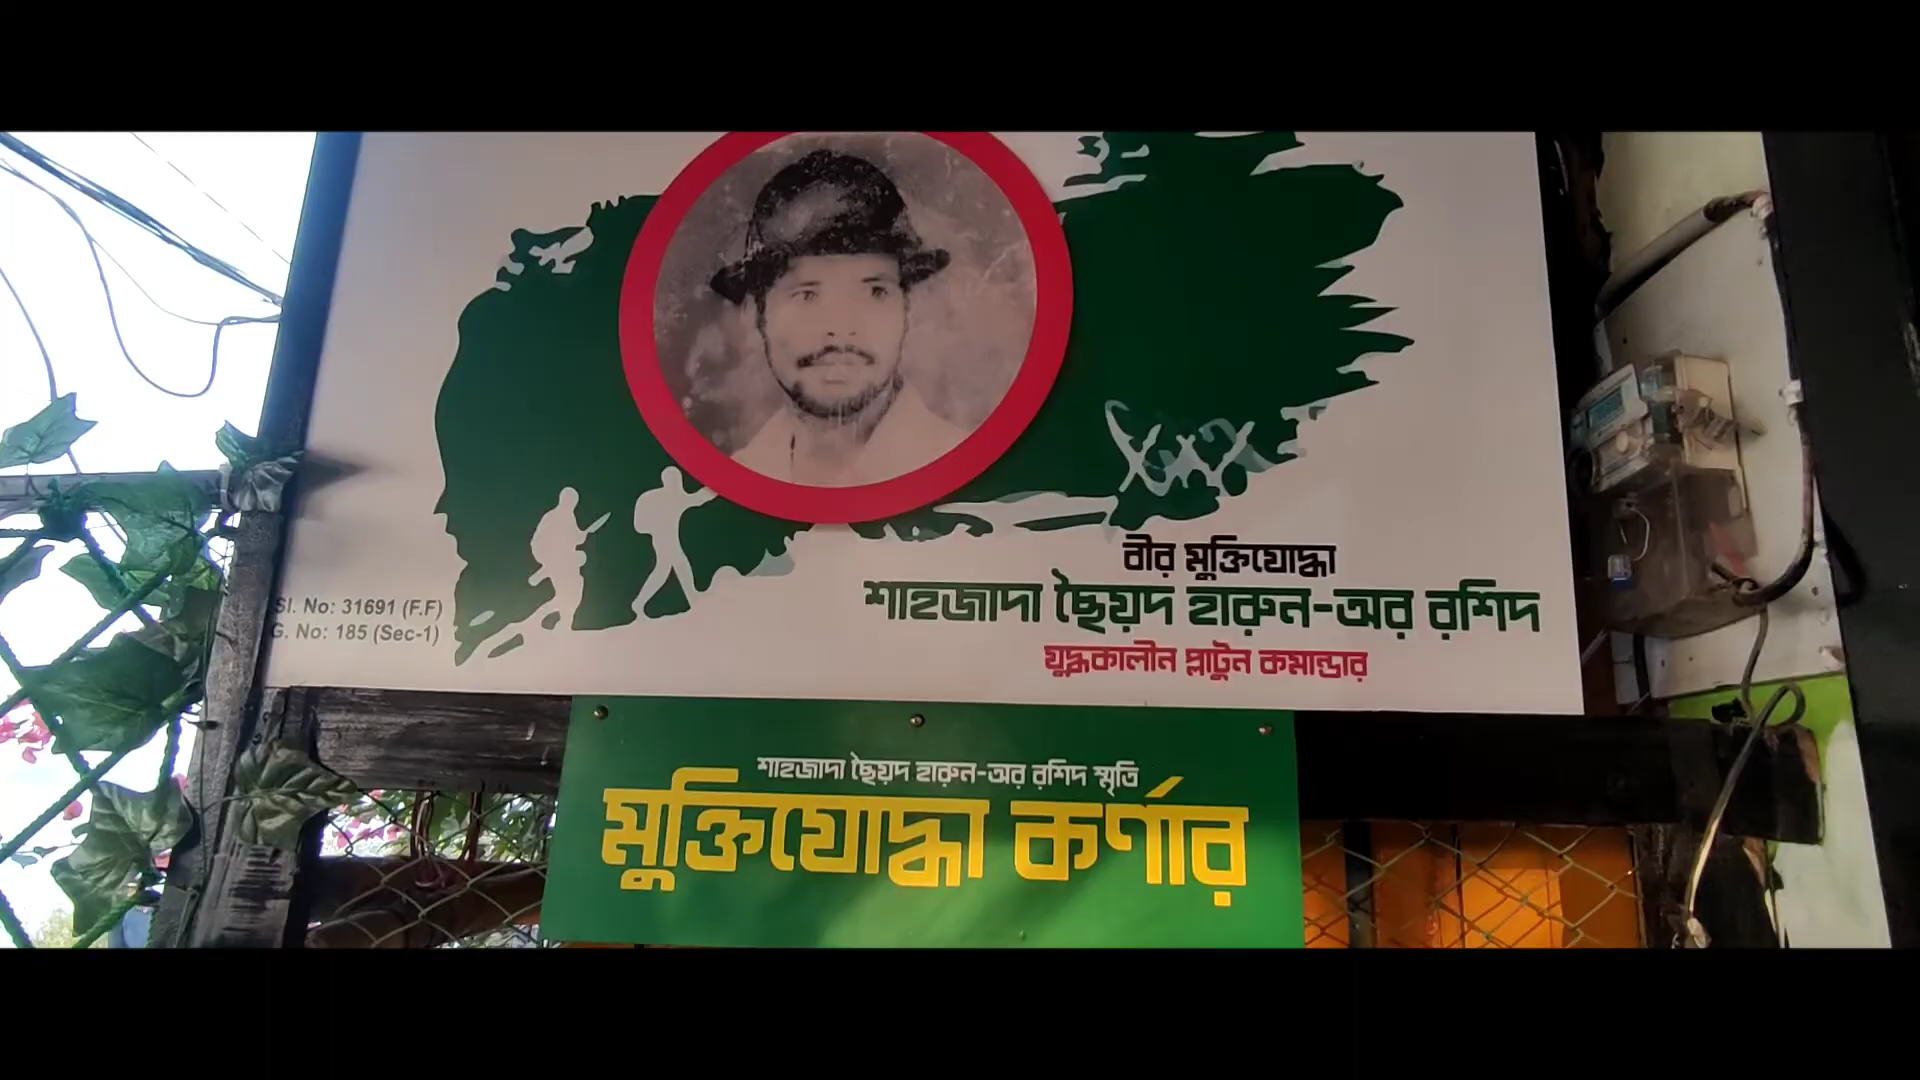 বীর মুক্তিযোদ্ধা
শাহজাদা ছৈয়দ হারুন-অর রশিদ
যুদ্ধকালীন প্লাটুন কমান্ডার
Sl. No: 31691 (F.F)
G. No: 185 (Sec-1)
শাহজাদা ছৈয়দ হারুন-অর রশিদ স্মৃতি
মুক্তিযোদ্ধা কর্ণার